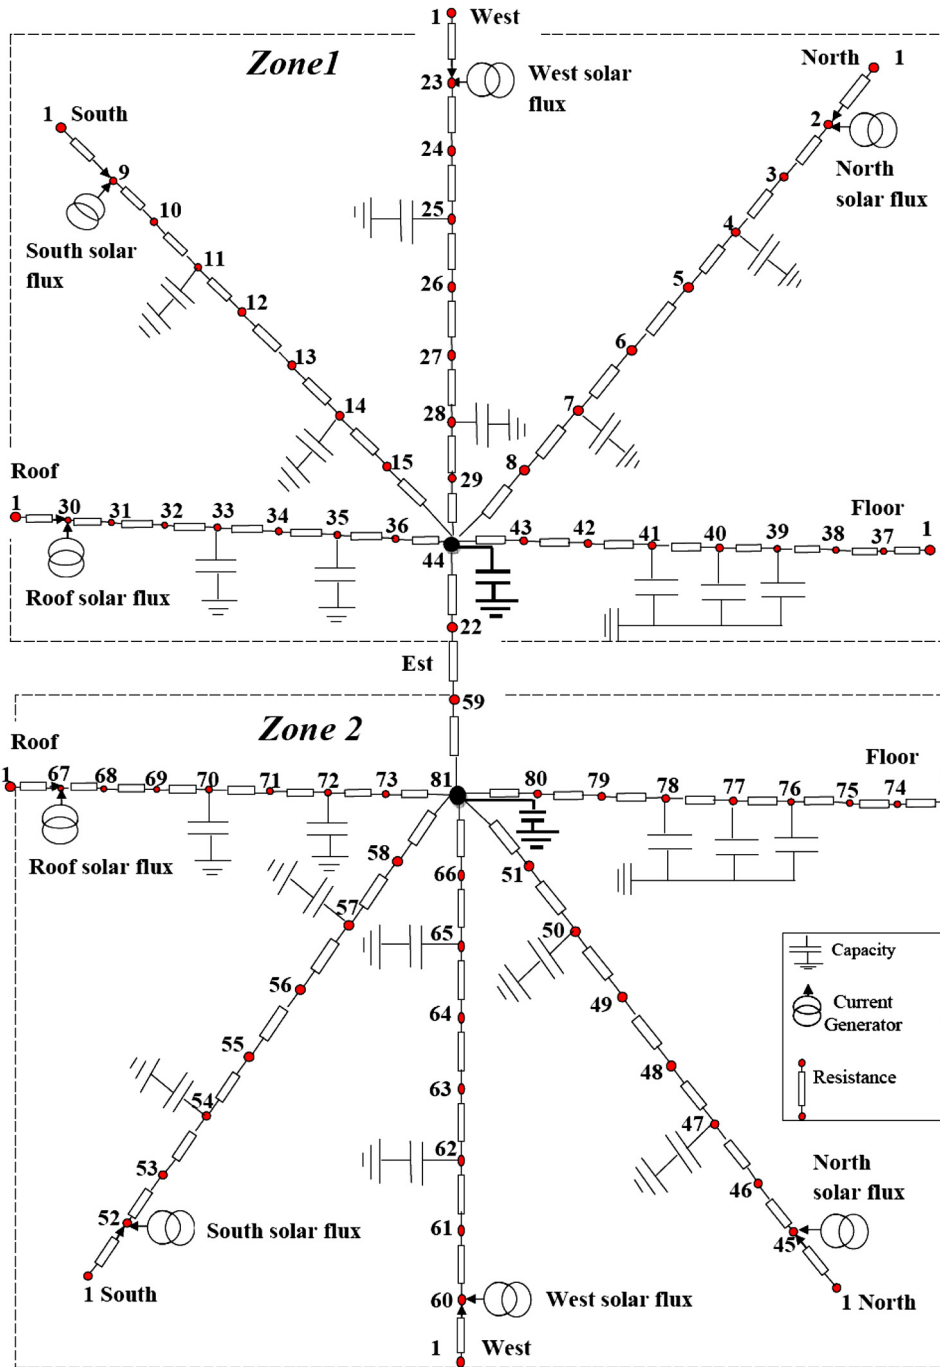 1 West
Zone1
North 1
23
West solar
flux
2
1 South
North
solar
flux
24
3
9
10
25
4
South solar
flux
11
26
5
12
27
6
13
28
7
14
15
29
8
Roof
Floor
1 30 31 32 33 34 35 36
44
43 42 41 40 39 38 37 1
Roof solar flux
22
Est
59
Zone 2
Roof
Floor
1 67 68 69 70 71 72 73 81 80 79 78 77 76 75 74
Roof solar flux
58
66
51
57
65
50
56
64
49
55
63
48
54
62
47
53
61
46
52
South solar flux
45
North
solar flux
1 South
60
West solar flux
1 North
1 West
Capacity
Current
Generator
Resistance